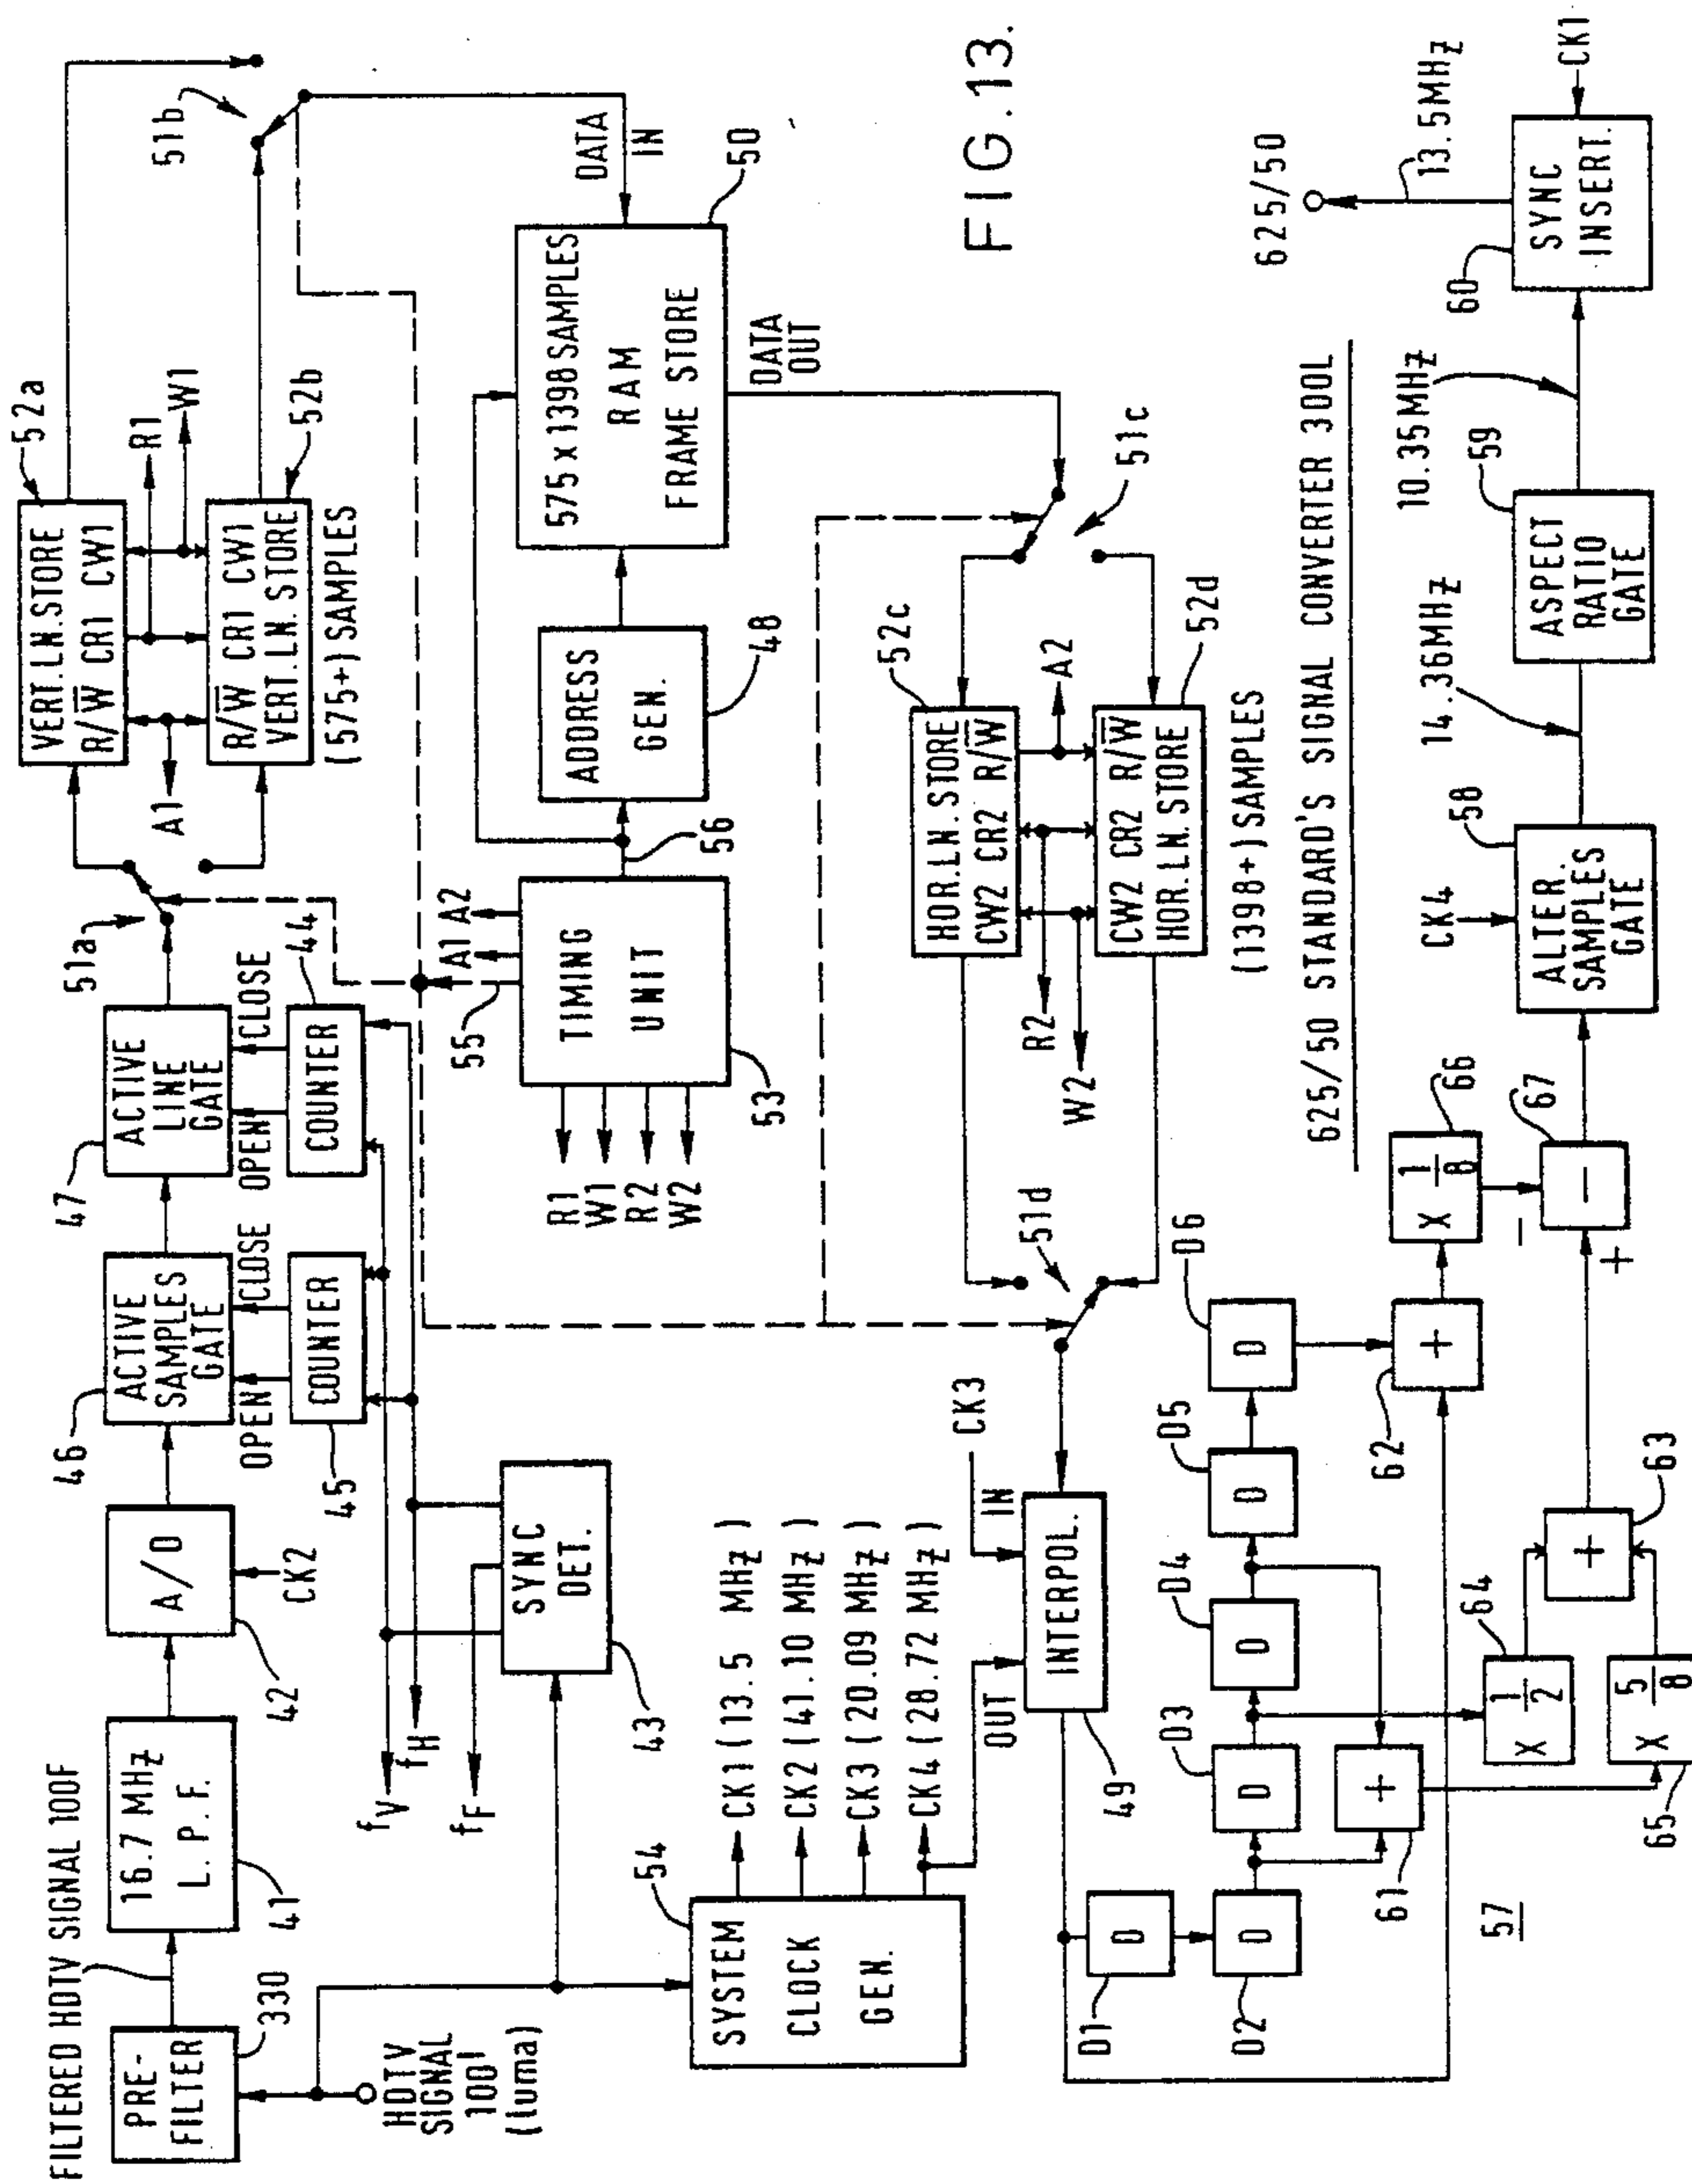 FILTERED HDTV SIGNAL 100F
PRE-
FILTER
330
HDTV
SIGNAL
100'
(luma)
16.7 MHz
L. P. F.
41
A/D
42
CK2
ACTIVE
SAMPLES
GATE
46
OPEN
CLOSE
COUNTER
45
ACTIVE
LINE
GATE
47
OPEN
CLOSE
COUNTER
44
51a
VERT.LN.STORE
R/W CR1 CW1
52a
A1
R1
W1
R/W CR1 CW1
VERT.LN.STORE
52b
(575+) SAMPLES
51b
DATA
IN
fV
fH
fF
SYNC
DET.
43
55
A1
A2
TIMING
UNIT
53
R1
W1
R2
W2
56
ADDRESS
GEN.
48
575 x 1398 SAMPLES
RAM
FRAME STORE
50
DATA
OUT
SYSTEM
CLOCK
GEN.
54
CK1 (13.5 MHz)
CK2 (41.10 MHz)
CK3 (20.09 MHz)
CK4 (28.72 MHz)
51c
HOR.LN.STORE
CW2 CR2 R/W
52c
A2
R2
W2
CW2 CR2 R/W
HOR.LN.STORE
52d
(1398+) SAMPLES
51d
CK3
IN
OUT
INTERPOL.
49
FIG.13.
D1
D
D2
D
D3
D
D4
D
D5
D
D6
D
+
61
+
62
X 1/2
64
X 5/8
65
+
63
X 1/8
66
-
+
-
67
57
625/50 STANDARD'S SIGNAL CONVERTER 300L
CK4
ALTER.
SAMPLES
GATE
58
14.36MHz
ASPECT
RATIO
GATE
59
10.35MHz
SYNC
INSERT.
60
CK1
13.5MHz
625/50